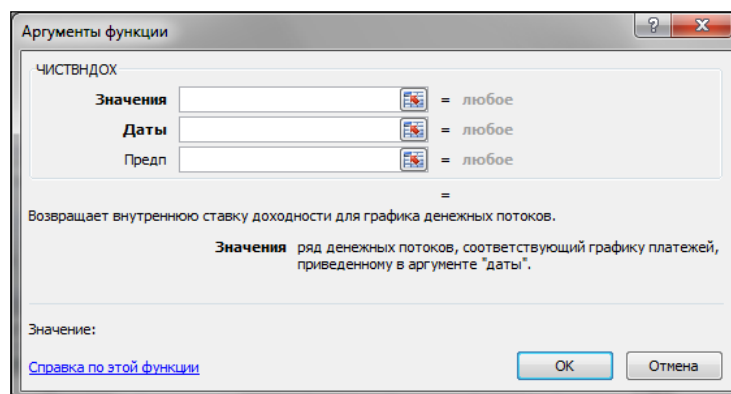 Аргументы функции
ЧИСТВНДОХ
Значения = любое
Даты = любое
Предп = любое
=
Возвращает внутреннюю ставку доходности для графика денежных потоков.
Значения ряд денежных потоков, соответствующий графику платежей,
приведенному в аргументе "даты".
Значение:
Справка по этой функции ОК Отмена